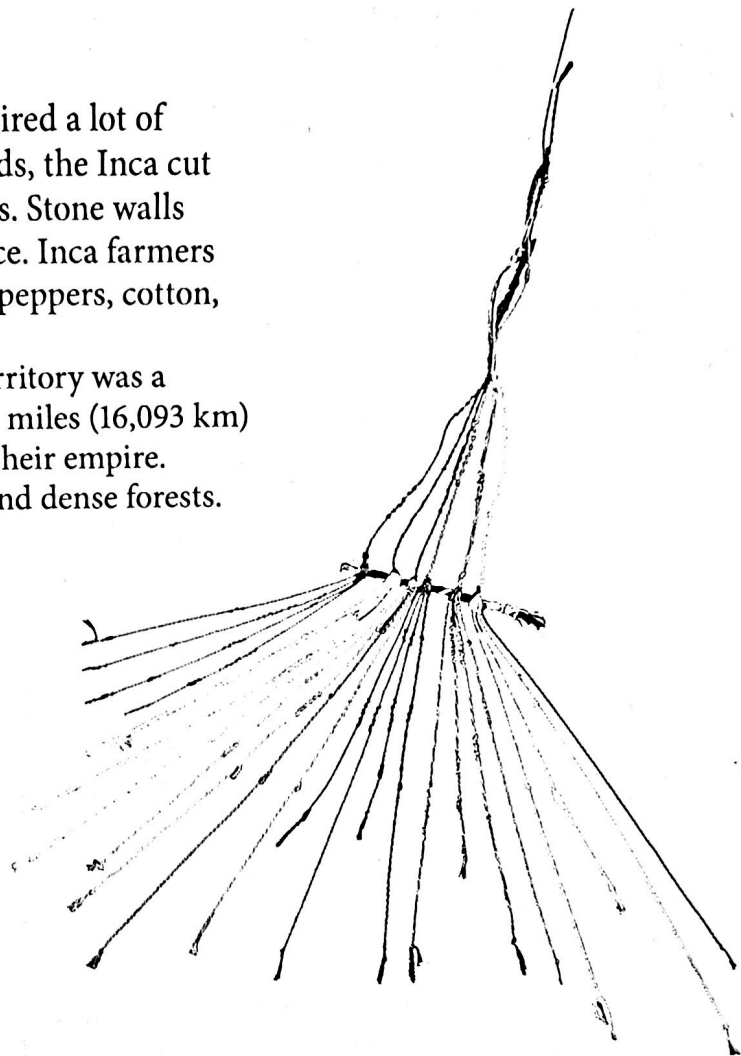 ired a lot of
ds, the Inca cut
s. Stone walls
ce. Inca farmers
peppers, cotton,
rritory was a
miles (16,093 km)
heir empire.
nd dense forests.